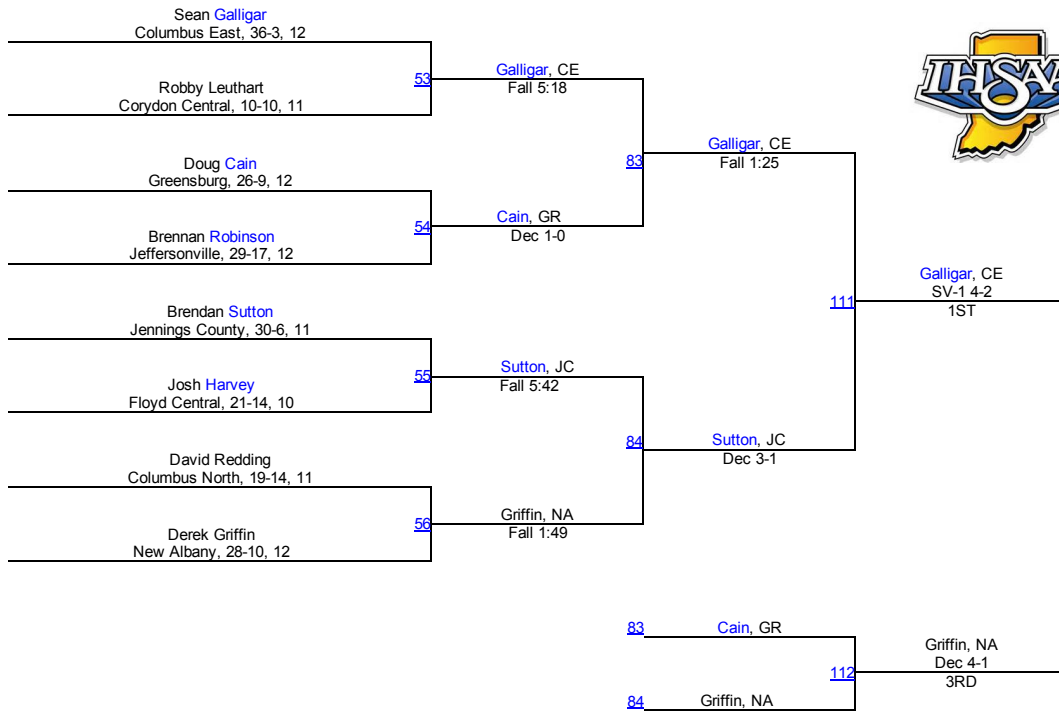 Sean Galligar
Columbus East, 36-3, 12
Robby Leuthart
Corydon Central, 10-10, 11
Doug Cain
Greensburg, 26-9, 12
Brennan Robinson
Jeffersonville, 29-17, 12
Brendan Sutton
Jennings County, 30-6, 11
Josh Harvey
Floyd Central, 21-14, 10
David Redding
Columbus North, 19-14, 11
Derek Griffin
New Albany, 28-10, 12
53
Galligar, CE
Fall 5:18
54
Cain, GR
Dec 1-0
55
Sutton, JC
Fall 5:42
56
Griffin, NA
Fall 1:49
83
Galligar, CE
Fall 1:25
84
Sutton, JC
Dec 3-1
111
Galligar, CE
SV-1 4-2
1ST
83
Cain, GR
84
Griffin, NA
112
Griffin, NA
Dec 4-1
3RD
IHSAA